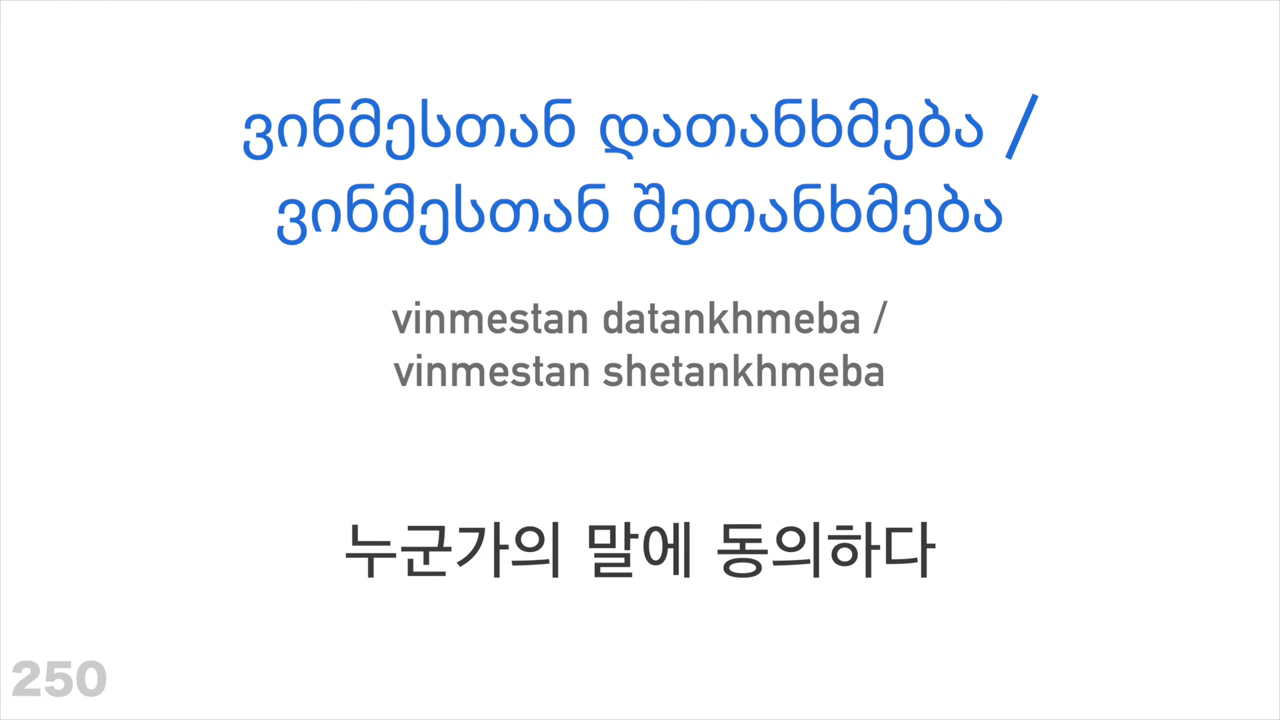 ვინმესთან დათანხმება /
ვინმესთან შეთანხმება
vinmestan datankhmeba /
vinmestan shetankhmeba
누군가의 말에 동의하다
250